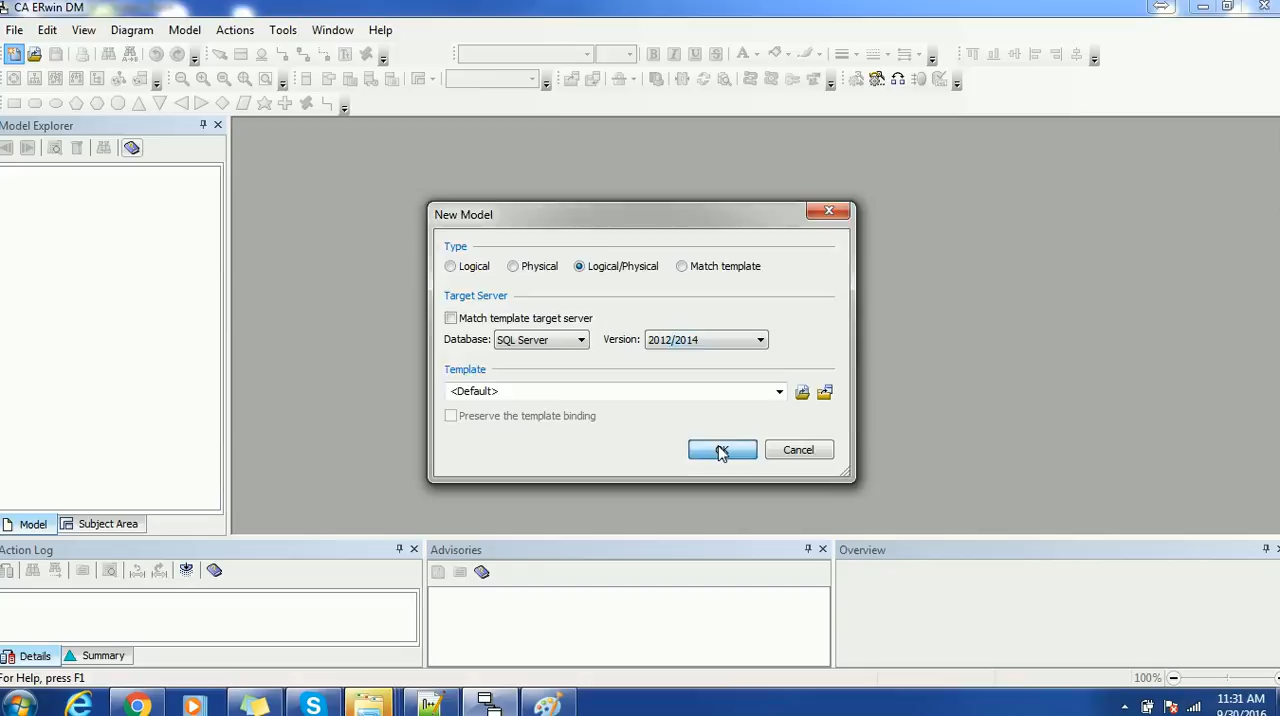 CA ERwin DM
File Edit View Diagram Model Actions Tools Window Help
Model Explorer
New Model
Type
Logical Physical Logical/Physical Match template
Target Server
Match template target server
Database: SQL Server Version: 2012/2014
Template
<Default>
Preserve the template binding
Cancel
Model Subject Area
Action Log Advisories Overview
Details Summary
For Help, press F1 100%
11:31 AM
9/30/2016